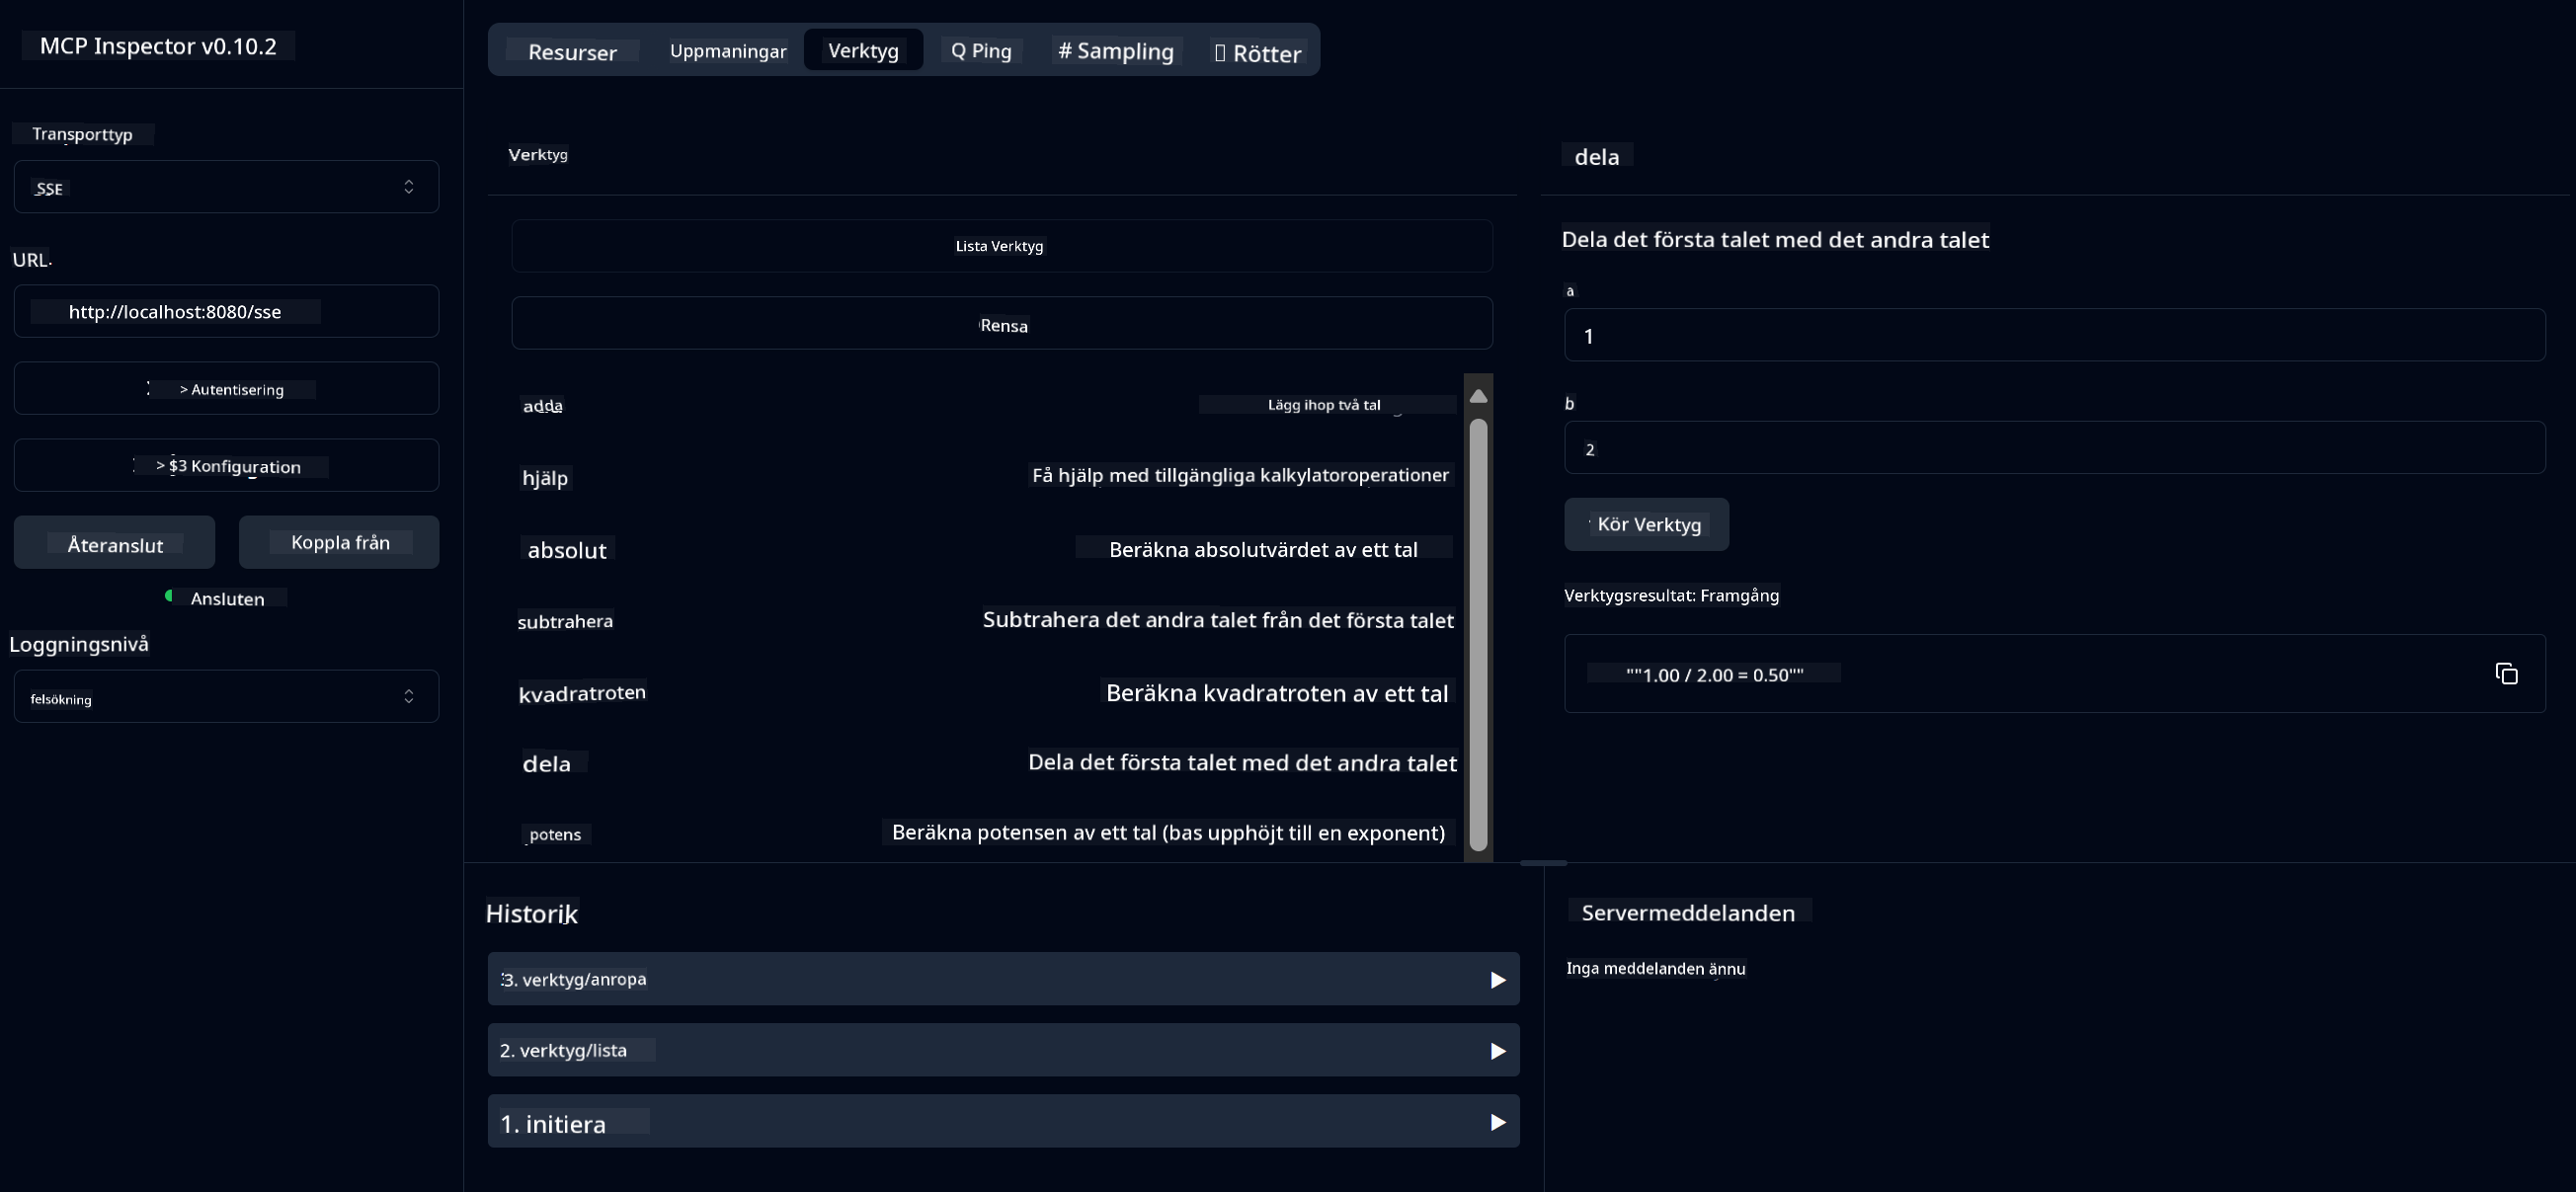 MCP Inspector v0.10.2
Transporttyp
SSE
URL
http://localhost:8080/sse
> Autentisering
> $3 Konfiguration
Återanslut
Koppla från
Ansluten
Loggningsnivå
felsökning
Resurser
Uppmaningar
Verktyg
Q Ping
# Sampling
Rötter
Verktyg
Lista Verktyg
Rensa
adda Lägg ihop två tal
hjälp Få hjälp med tillgängliga kalkylatoroperationer
absolut Beräkna absolutvärdet av ett tal
subtrahera Subtrahera det andra talet från det första talet
kvadratroten Beräkna kvadratroten av ett tal
dela Dela det första talet med det andra talet
potens Beräkna potensen av ett tal (bas upphöjt till en exponent)
dela
Dela det första talet med det andra talet
a
1
b
2
Kör Verktyg
Verktygsresultat: Framgång
""1.00 / 2.00 = 0.50""
Historik
3. verktyg/anropa
2. verktyg/lista
1. initiera
Servermeddelanden
Inga meddelanden ännu